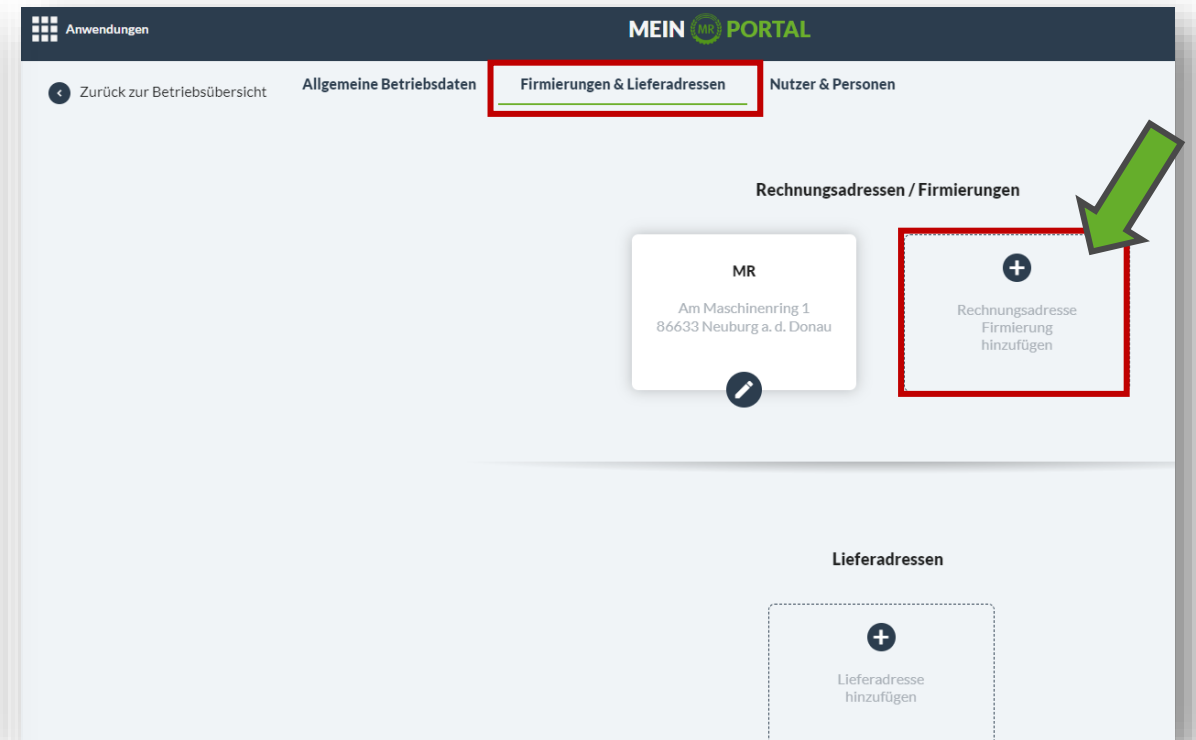 Anwendungen
MEIN MR PORTAL
Zurück zur Betriebsübersicht
Allgemeine Betriebsdaten
Firmierungen & Lieferadressen
Nutzer & Personen
Rechnungsadressen / Firmierungen
MR
Am Maschinenring 1
86633 Neuburg a. d. Donau
Rechnungsadresse
Firmierung
hinzufügen
Lieferadressen
Lieferadresse
hinzufügen